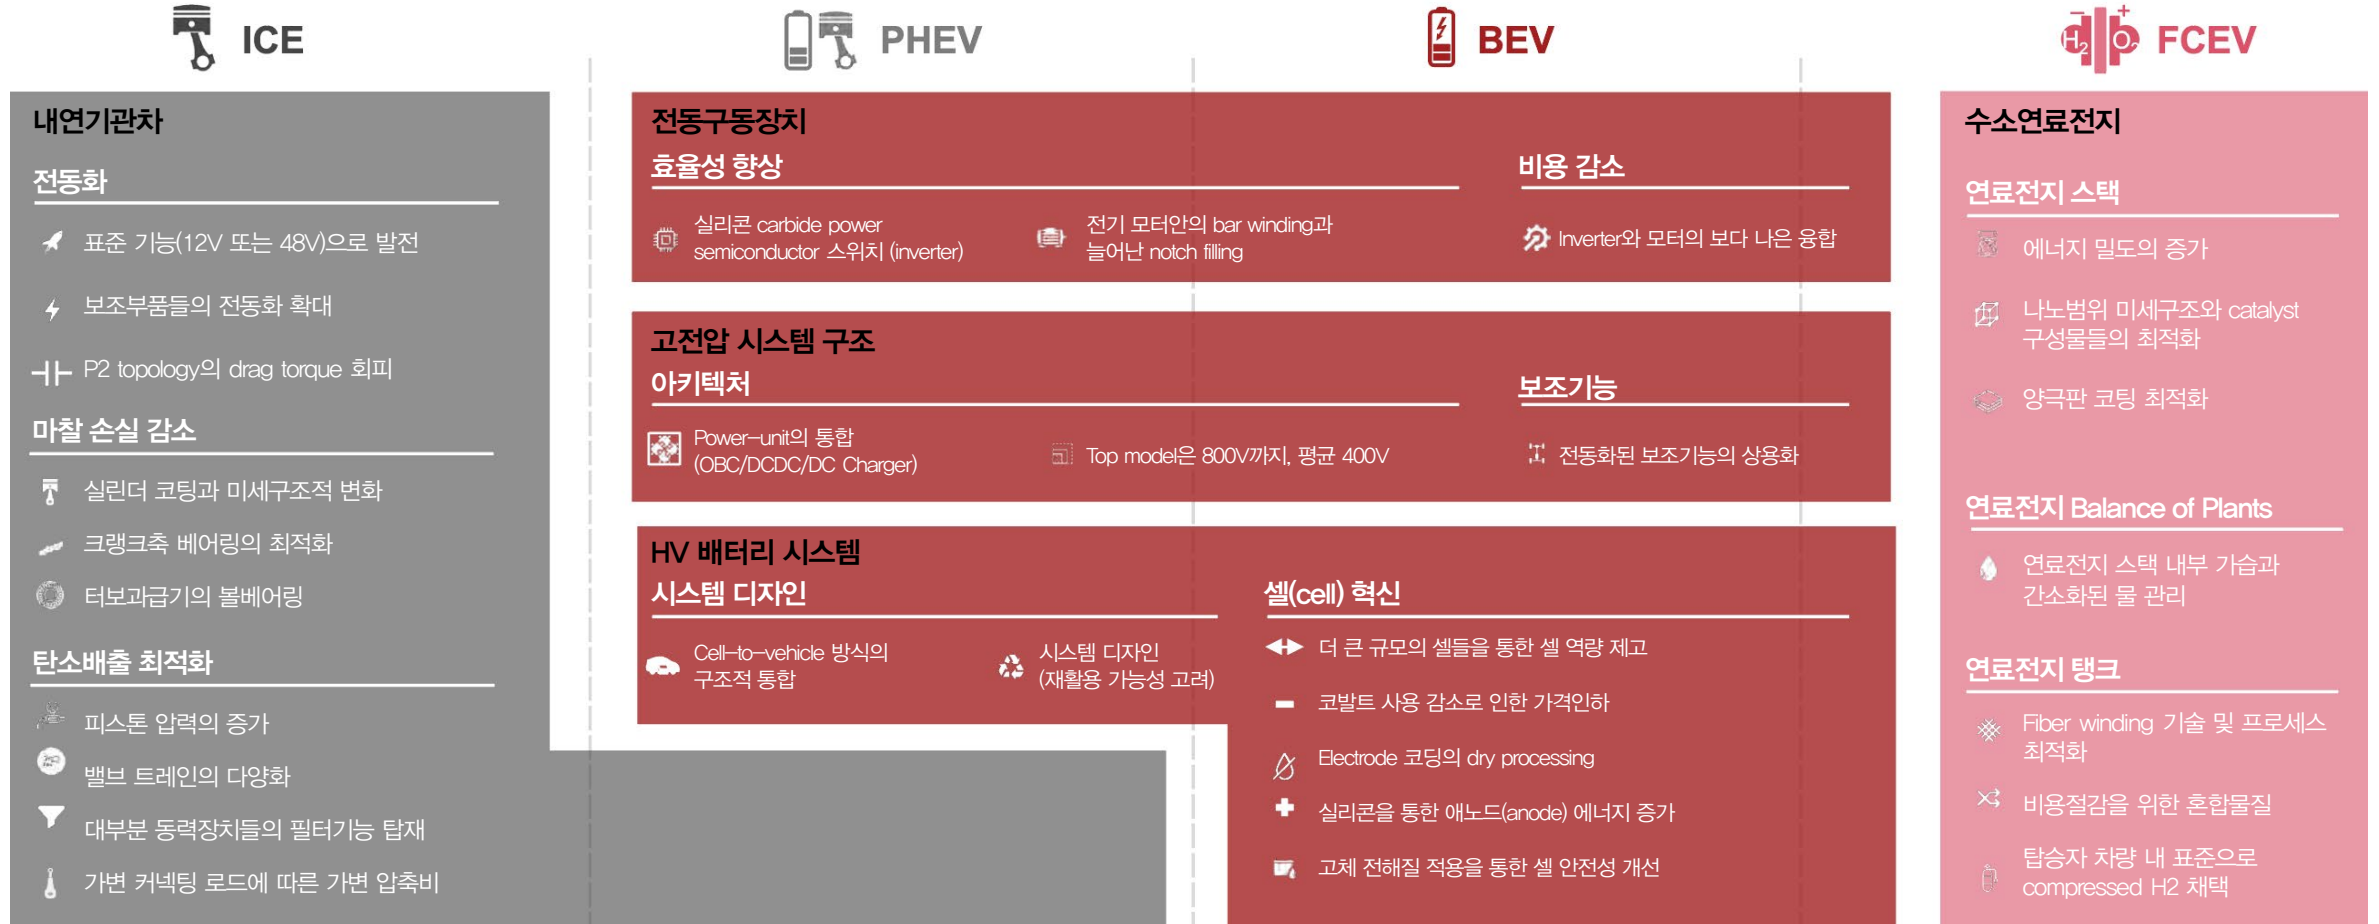 ICE
PHEV
BEV
H2 O2 FCEV
내연기관차
전동화
표준 기능(12V 또는 48V)으로 발전
보조부품들의 전동화 확대
P2 topology의 drag torque 회피
마찰 손실 감소
실린더 코팅과 미세구조적 변화
크랭크축 베어링의 최적화
터보과급기의 볼베어링
탄소배출 최적화
피스톤 압력의 증가
밸브 트레인의 다양화
대부분 동력장치들의 필터기능 탑재
가변 커넥팅 로드에 따른 가변 압축비
전동구동장치
효율성 향상
실리콘 carbide power
semiconductor 스위치 (inverter)
전기 모터안의 bar winding과
늘어난 notch filling
비용 감소
Inverter와 모터의 보다 나은 융합
고전압 시스템 구조
아키텍처
Power-unit의 통합
(OBC/DCDC/DC Charger)
Top model은 800V까지, 평균 400V
보조기능
전동화된 보조기능의 상용화
HV 배터리 시스템
시스템 디자인
Cell-to-vehicle 방식의
구조적 통합
시스템 디자인
(재활용 가능성 고려)
셀(cell) 혁신
더 큰 규모의 셀들을 통한 셀 역량 제고
코발트 사용 감소로 인한 가격인하
Electrode 코딩의 dry processing
실리콘을 통한 애노드(anode) 에너지 증가
고체 전해질 적용을 통한 셀 안전성 개선
수소연료전지
연료전지 스택
에너지 밀도의 증가
나노범위 미세구조와 catalyst
구성물들의 최적화
양극판 코팅 최적화
연료전지 Balance of Plants
연료전지 스택 내부 가습과
간소화된 물 관리
연료전지 탱크
Fiber winding 기술 및 프로세스
최적화
비용절감을 위한 혼합물질
탑승자 차량 내 표준으로
compressed H2 채택